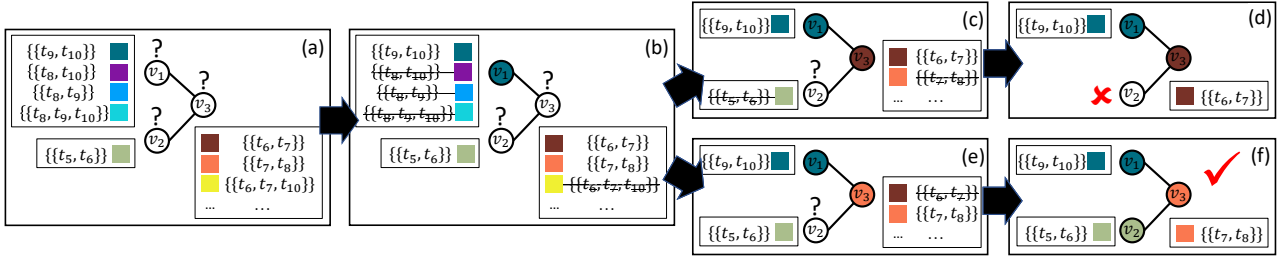 (a)
{{t₉, t₁₀}}
{{t₈, t₁₀}}
{{t₈, t₉}}
{{t₈, t₉, t₁₀}}
?
v₁
?
v₃
?
v₂
{{t₅, t₆}}
{{t₆, t₇}}
{{t₇, t₈}}
{{t₆, t₇, t₁₀}}
... ...
(b)
{{t₉, t₁₀}}
{{t₈, t₁₀}}
{{t₈, t₉}}
{{t₈, t₉, t₁₀}}
v₁
?
v₃
?
v₂
{{t₅, t₆}}
{{t₆, t₇}}
{{t₇, t₈}}
{{t₆, t₇, t₁₀}}
... ...
(c)
{{t₉, t₁₀}}
v₁
v₃
?
v₂
{{t₅, t₆}}
{{t₆, t₇}}
{{t₇, t₈}}
... ...
(d)
{{t₉, t₁₀}}
v₁
v₃
✘
v₂
{{t₆, t₇}}
(e)
{{t₉, t₁₀}}
v₁
v₃
?
v₂
{{t₅, t₆}}
{{t₆, t₇}}
{{t₇, t₈}}
... ...
(f)
{{t₉, t₁₀}}
v₁
v₃
v₂
{{t₅, t₆}}
{{t₇, t₈}}